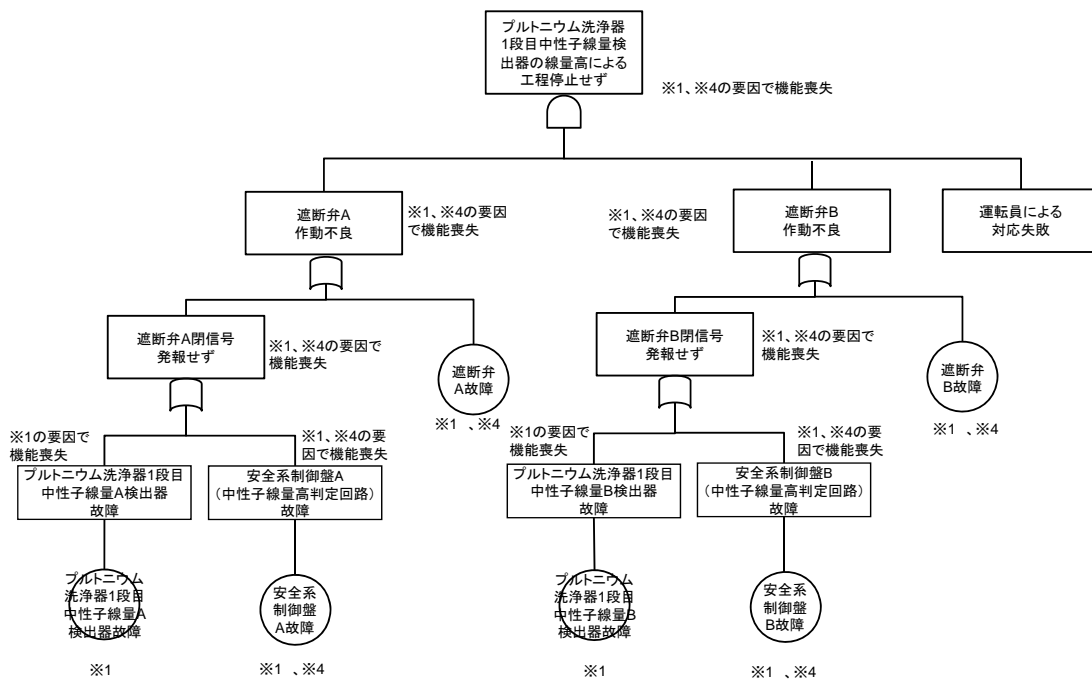 プルトニウム洗浄器
1段目中性子線量検
出器の線量高による
工程停止せず
※1、※4の要因で機能喪失
遮断弁A
作動不良
※1、※4の要因
で機能喪失
※1、※4の要因
で機能喪失
遮断弁B
作動不良
運転員による
対応失敗
遮断弁A閉信号
発報せず
※1、※4の要因で
機能喪失
遮断弁
A故障
※1 、※4
遮断弁B閉信号
発報せず
※1、※4の要因で
機能喪失
遮断弁
B故障
※1 、※4
※1の要因で
機能喪失
プルトニウム洗浄器1段目
中性子線量A検出器
故障
※1、※4の要
因で機能喪失
安全系制御盤A
（中性子線量高判定回路）
故障
※1の要因で
機能喪失
プルトニウム洗浄器1段目
中性子線量B検出器
故障
※1、※4の要
因で機能喪失
安全系制御盤B
（中性子線量高判定回路）
故障
プルトニウム
洗浄器1段目
中性子線量A
検出器故障
※1
安全系
制御盤
A故障
※1 、※4
プルトニウム
洗浄器1段目
中性子線量B
検出器故障
※1
安全系
制御盤
B故障
※1 、※4